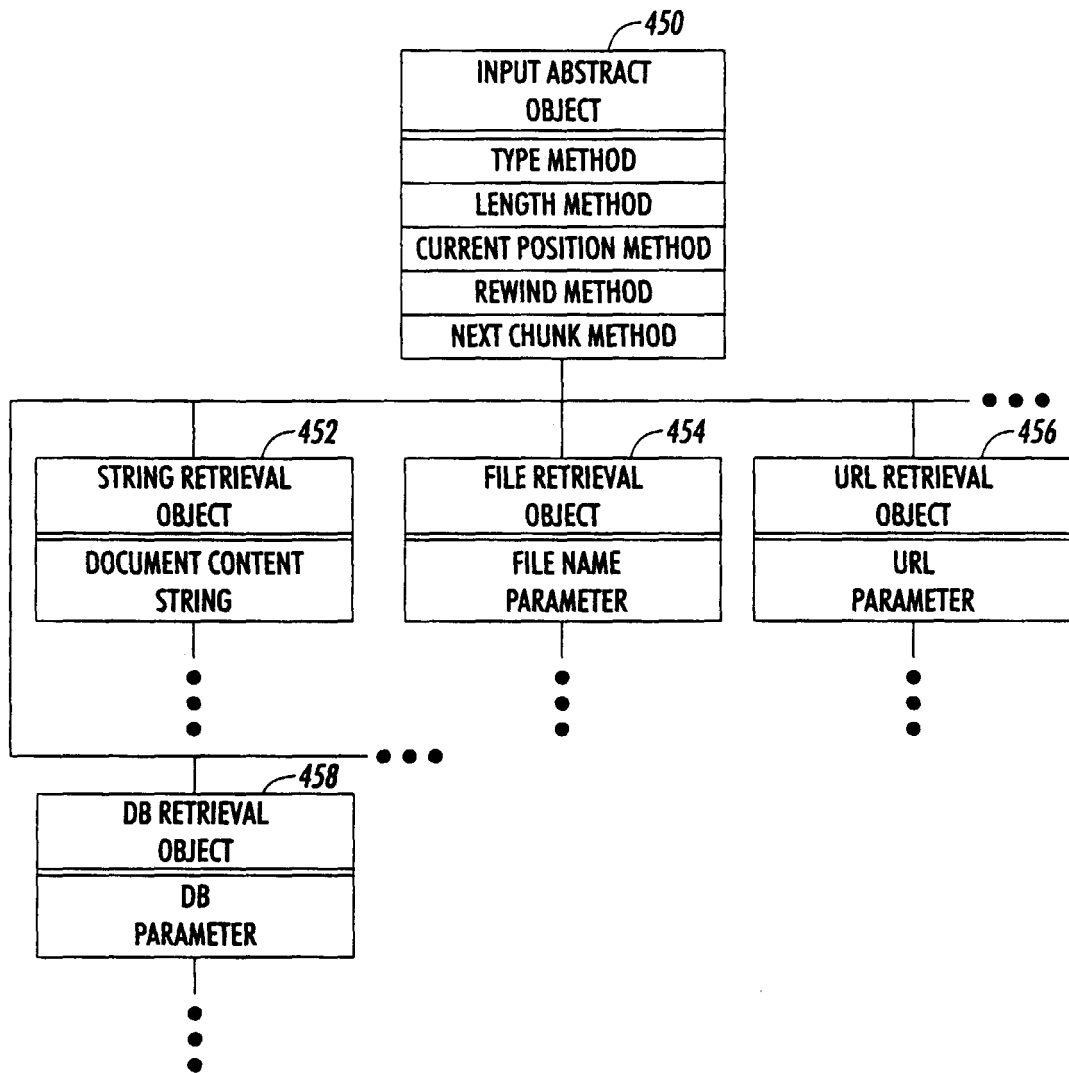 450
INPUT ABSTRACT
OBJECT
TYPE METHOD
LENGTH METHOD
CURRENT POSITION METHOD
REWIND METHOD
NEXT CHUNK METHOD
452
STRING RETRIEVAL
OBJECT
DOCUMENT CONTENT
STRING
454
FILE RETRIEVAL
OBJECT
FILE NAME
PARAMETER
456
URL RETRIEVAL
OBJECT
URL
PARAMETER
458
DB RETRIEVAL
OBJECT
DB
PARAMETER